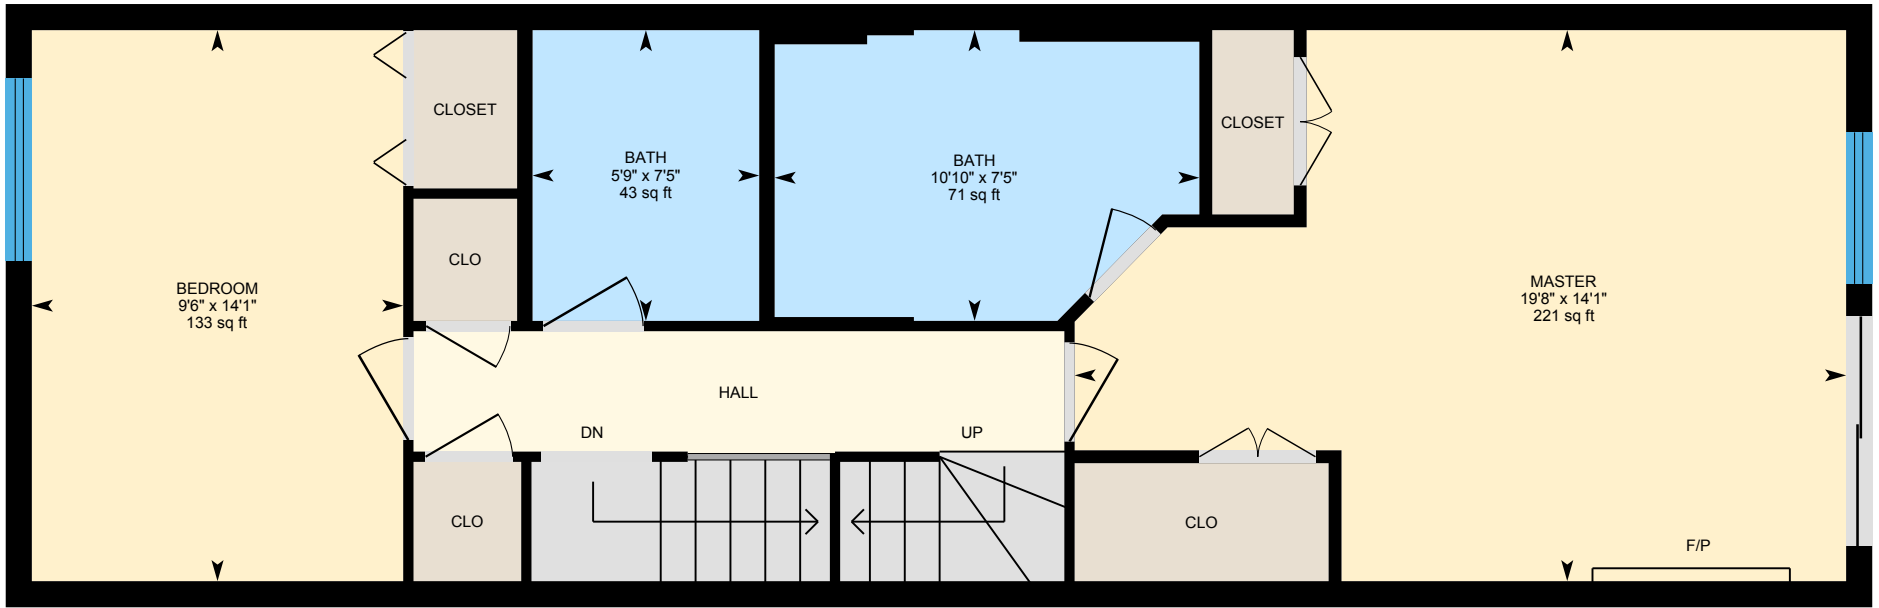 CLOSET
CLO
BEDROOM
9'6" x 14'1"
133 sq ft
BATH
5'9" x 7'5"
43 sq ft
BATH
10'10" x 7'5"
71 sq ft
CLOSET
MASTER
19'8" x 14'1"
221 sq ft
HALL
DN
UP
CLO
CLO
F/P